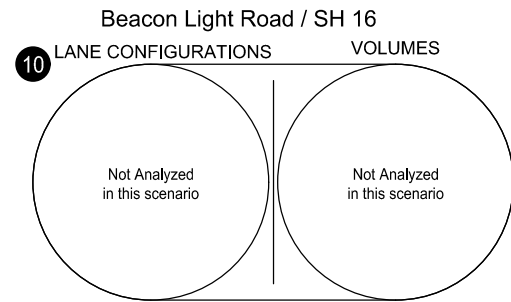 Beacon Light Road / SH 16
10 LANE CONFIGURATIONS VOLUMES
Not Analyzed
in this scenario
Not Analyzed
in this scenario